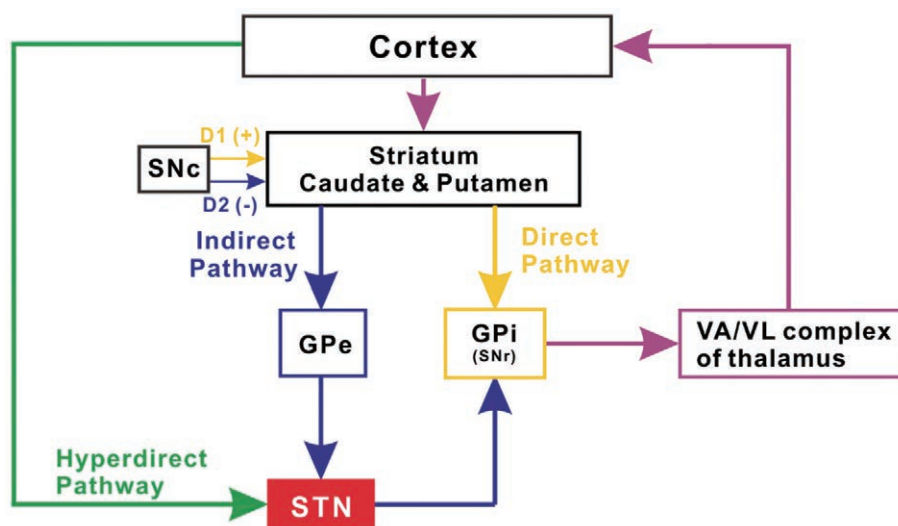 Cortex
D1 (+)
SNc
D2 (-)
Striatum
Caudate & Putamen
Indirect
Pathway
Direct
Pathway
GPe
GPi
(SNr)
VA/VL complex
of thalamus
Hyperdirect
Pathway
STN